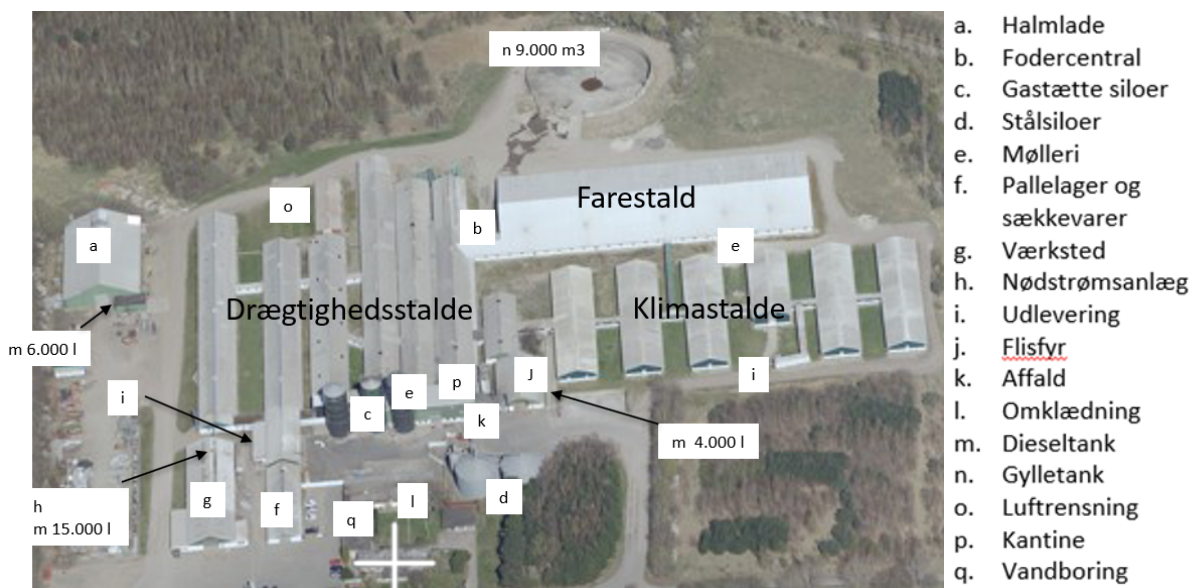 n 9.000 m3
Farestald
o
b
a
e
Drægtighedsstalde
Klimastalde
m 6.000 l
i
p
J
i
e
c
k
m 4.000 l
h
m 15.000 l
g
f
q
l
d
a. Halmlade
b. Fodercentral
c. Gastætte siloer
d. Stålsiloer
e. Mølleri
f. Pallelager og
sækkevarer
g. Værksted
h. Nødstrømsanlæg
i. Udlevering
j. Flisfyr
k. Affald
l. Omklædning
m. Dieseltank
n. Gylletank
o. Luftrensning
p. Kantine
q. Vandboring